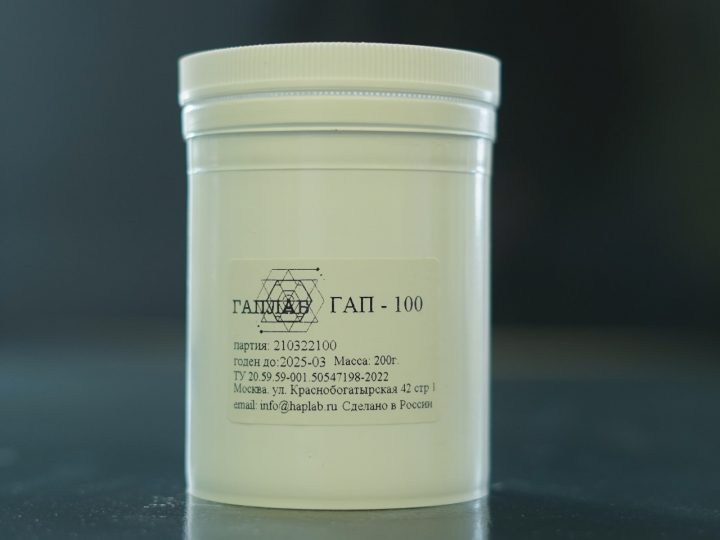 ГАПЛАБ ГАП - 100
партия: 210322100
годен до:2025-03 Масса: 200г.
ТУ 20.59.59-001.50547198-2022
Москва. ул. Краснобогатырская 42 стр 1
email: info@haplab.ru Сделано в России